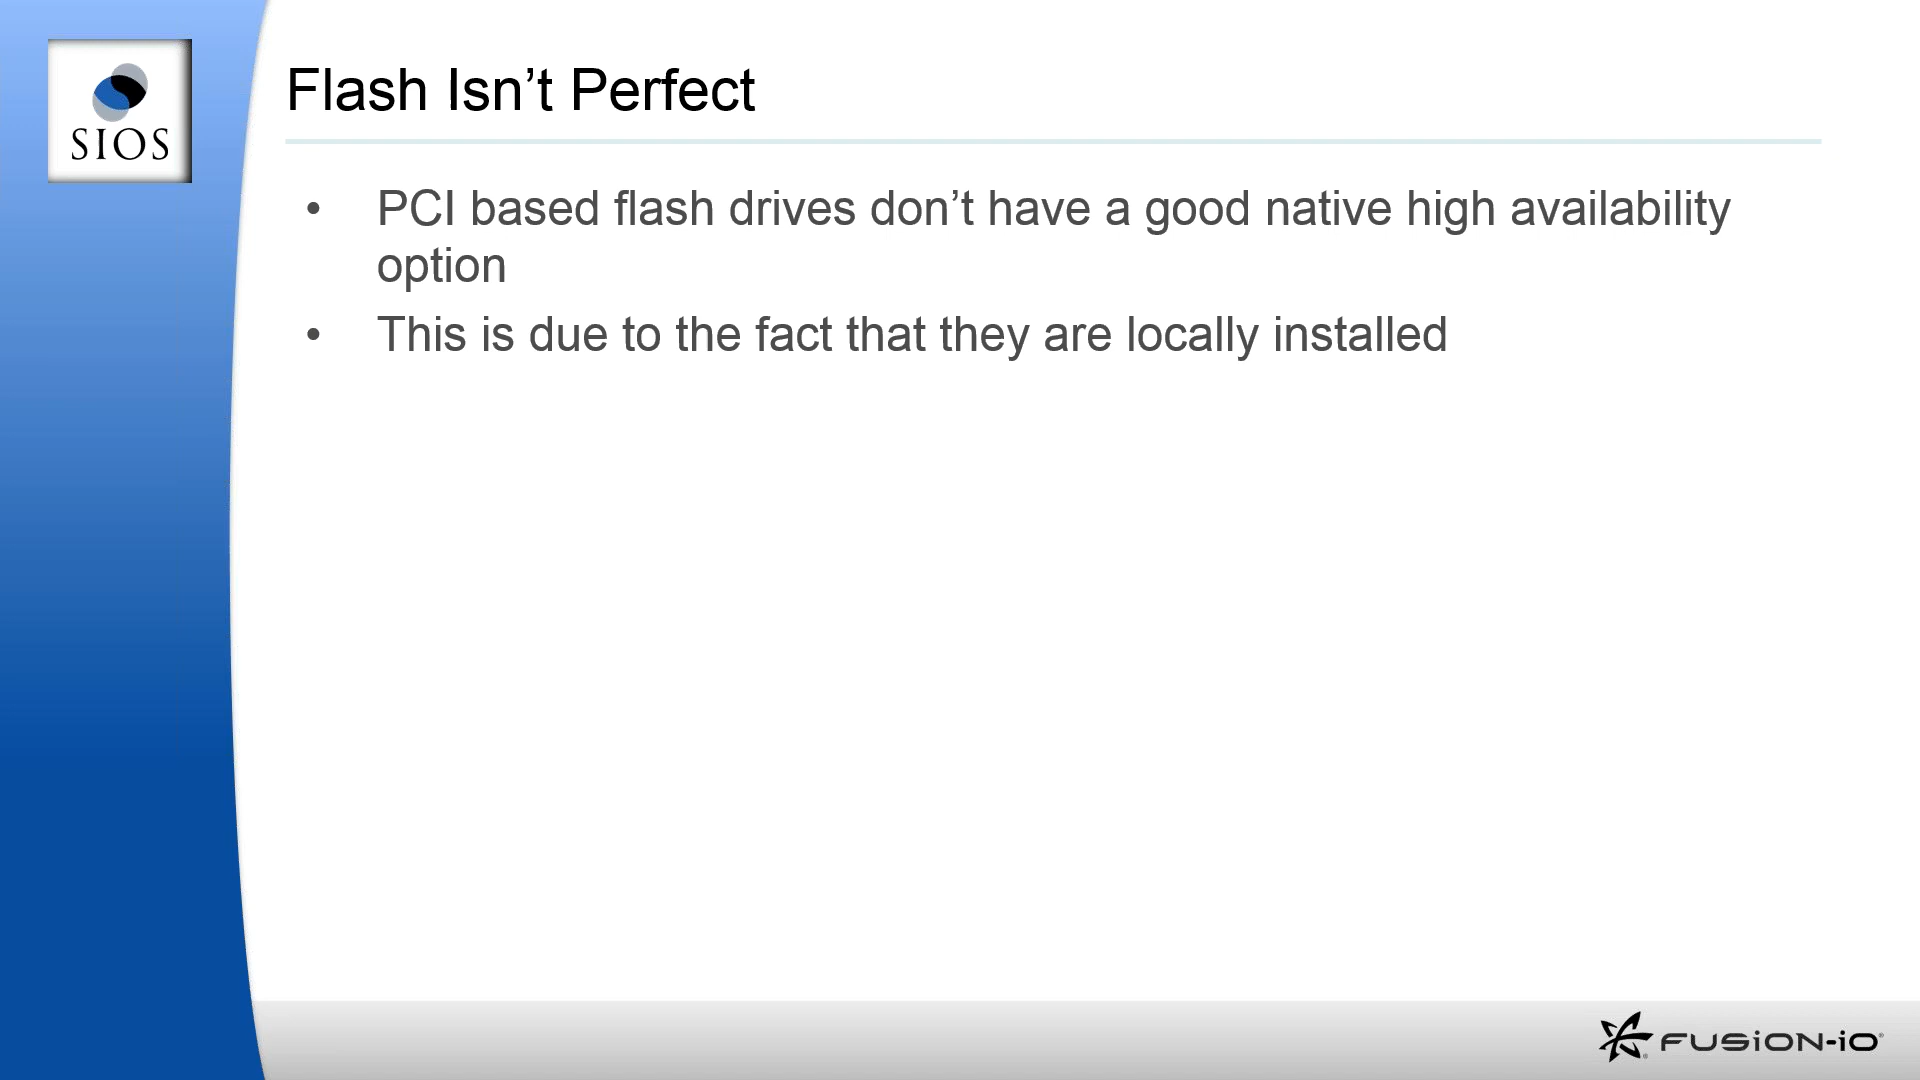 SIOS
Flash Isn’t Perfect
• PCI based flash drives don’t have a good native high availability
option
• This is due to the fact that they are locally installed
FUSION-iO